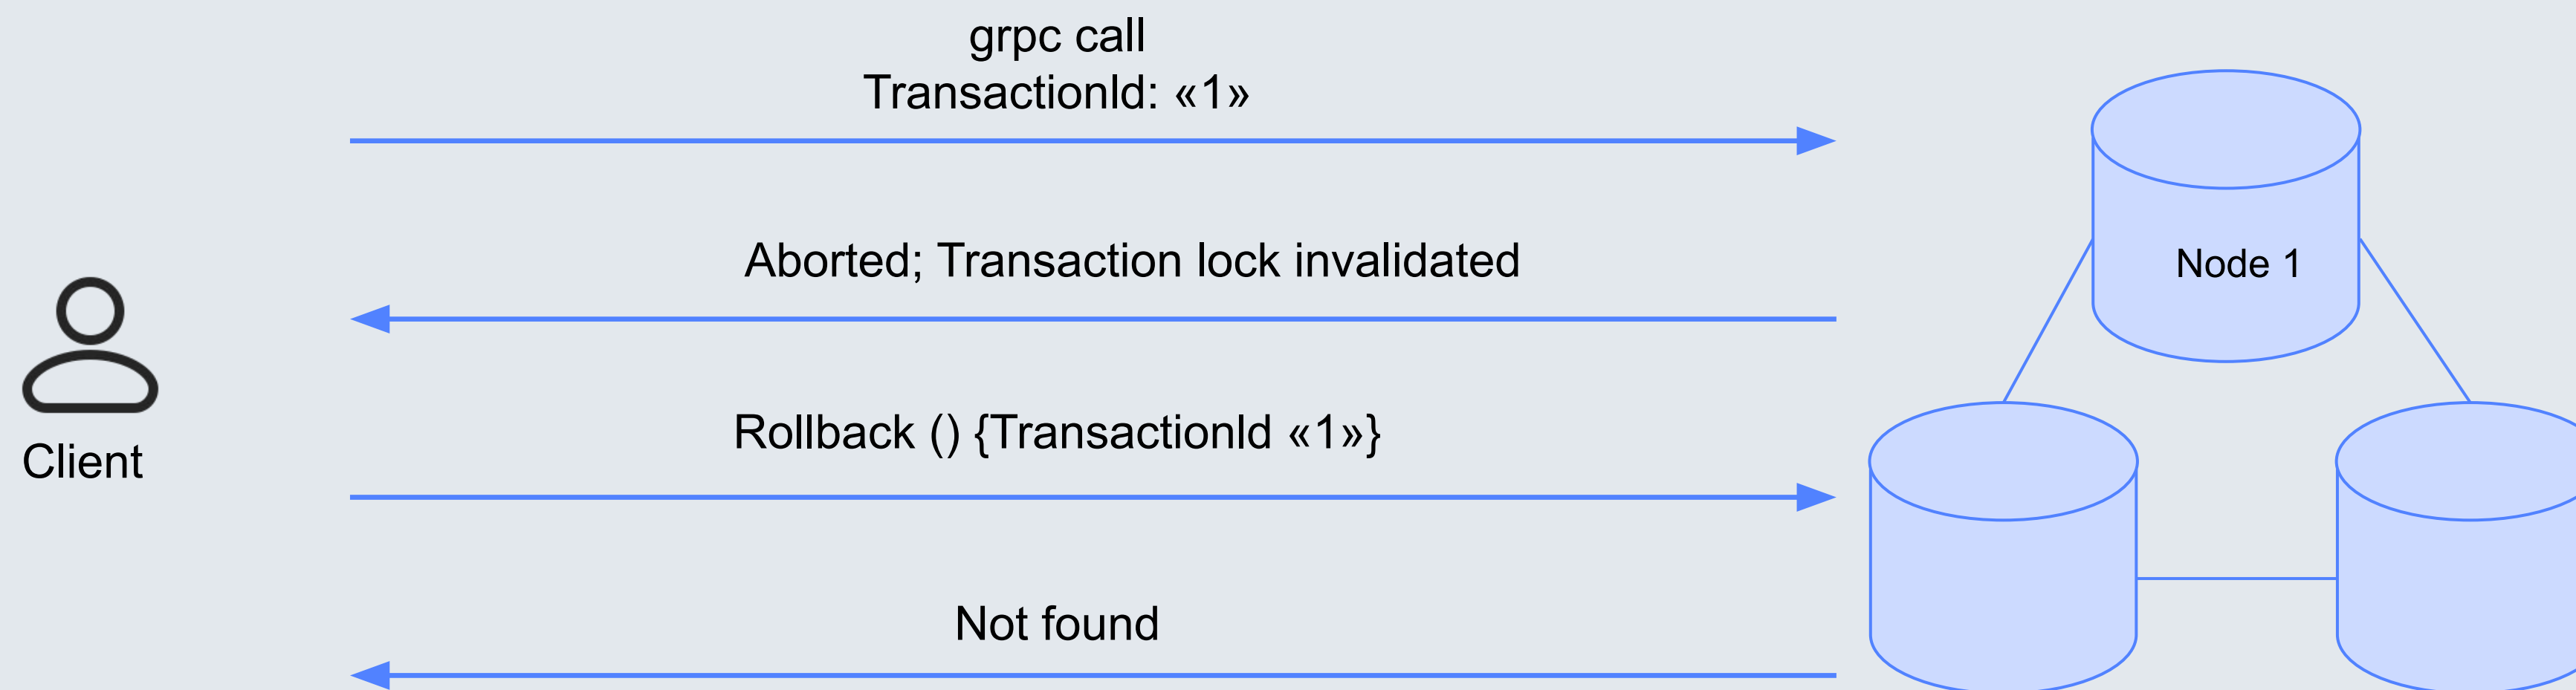 grpc call
TransactionId: «1»
Aborted; Transaction lock invalidated
Node 1
Rollback () {TransactionId «1»}
Client
Not found